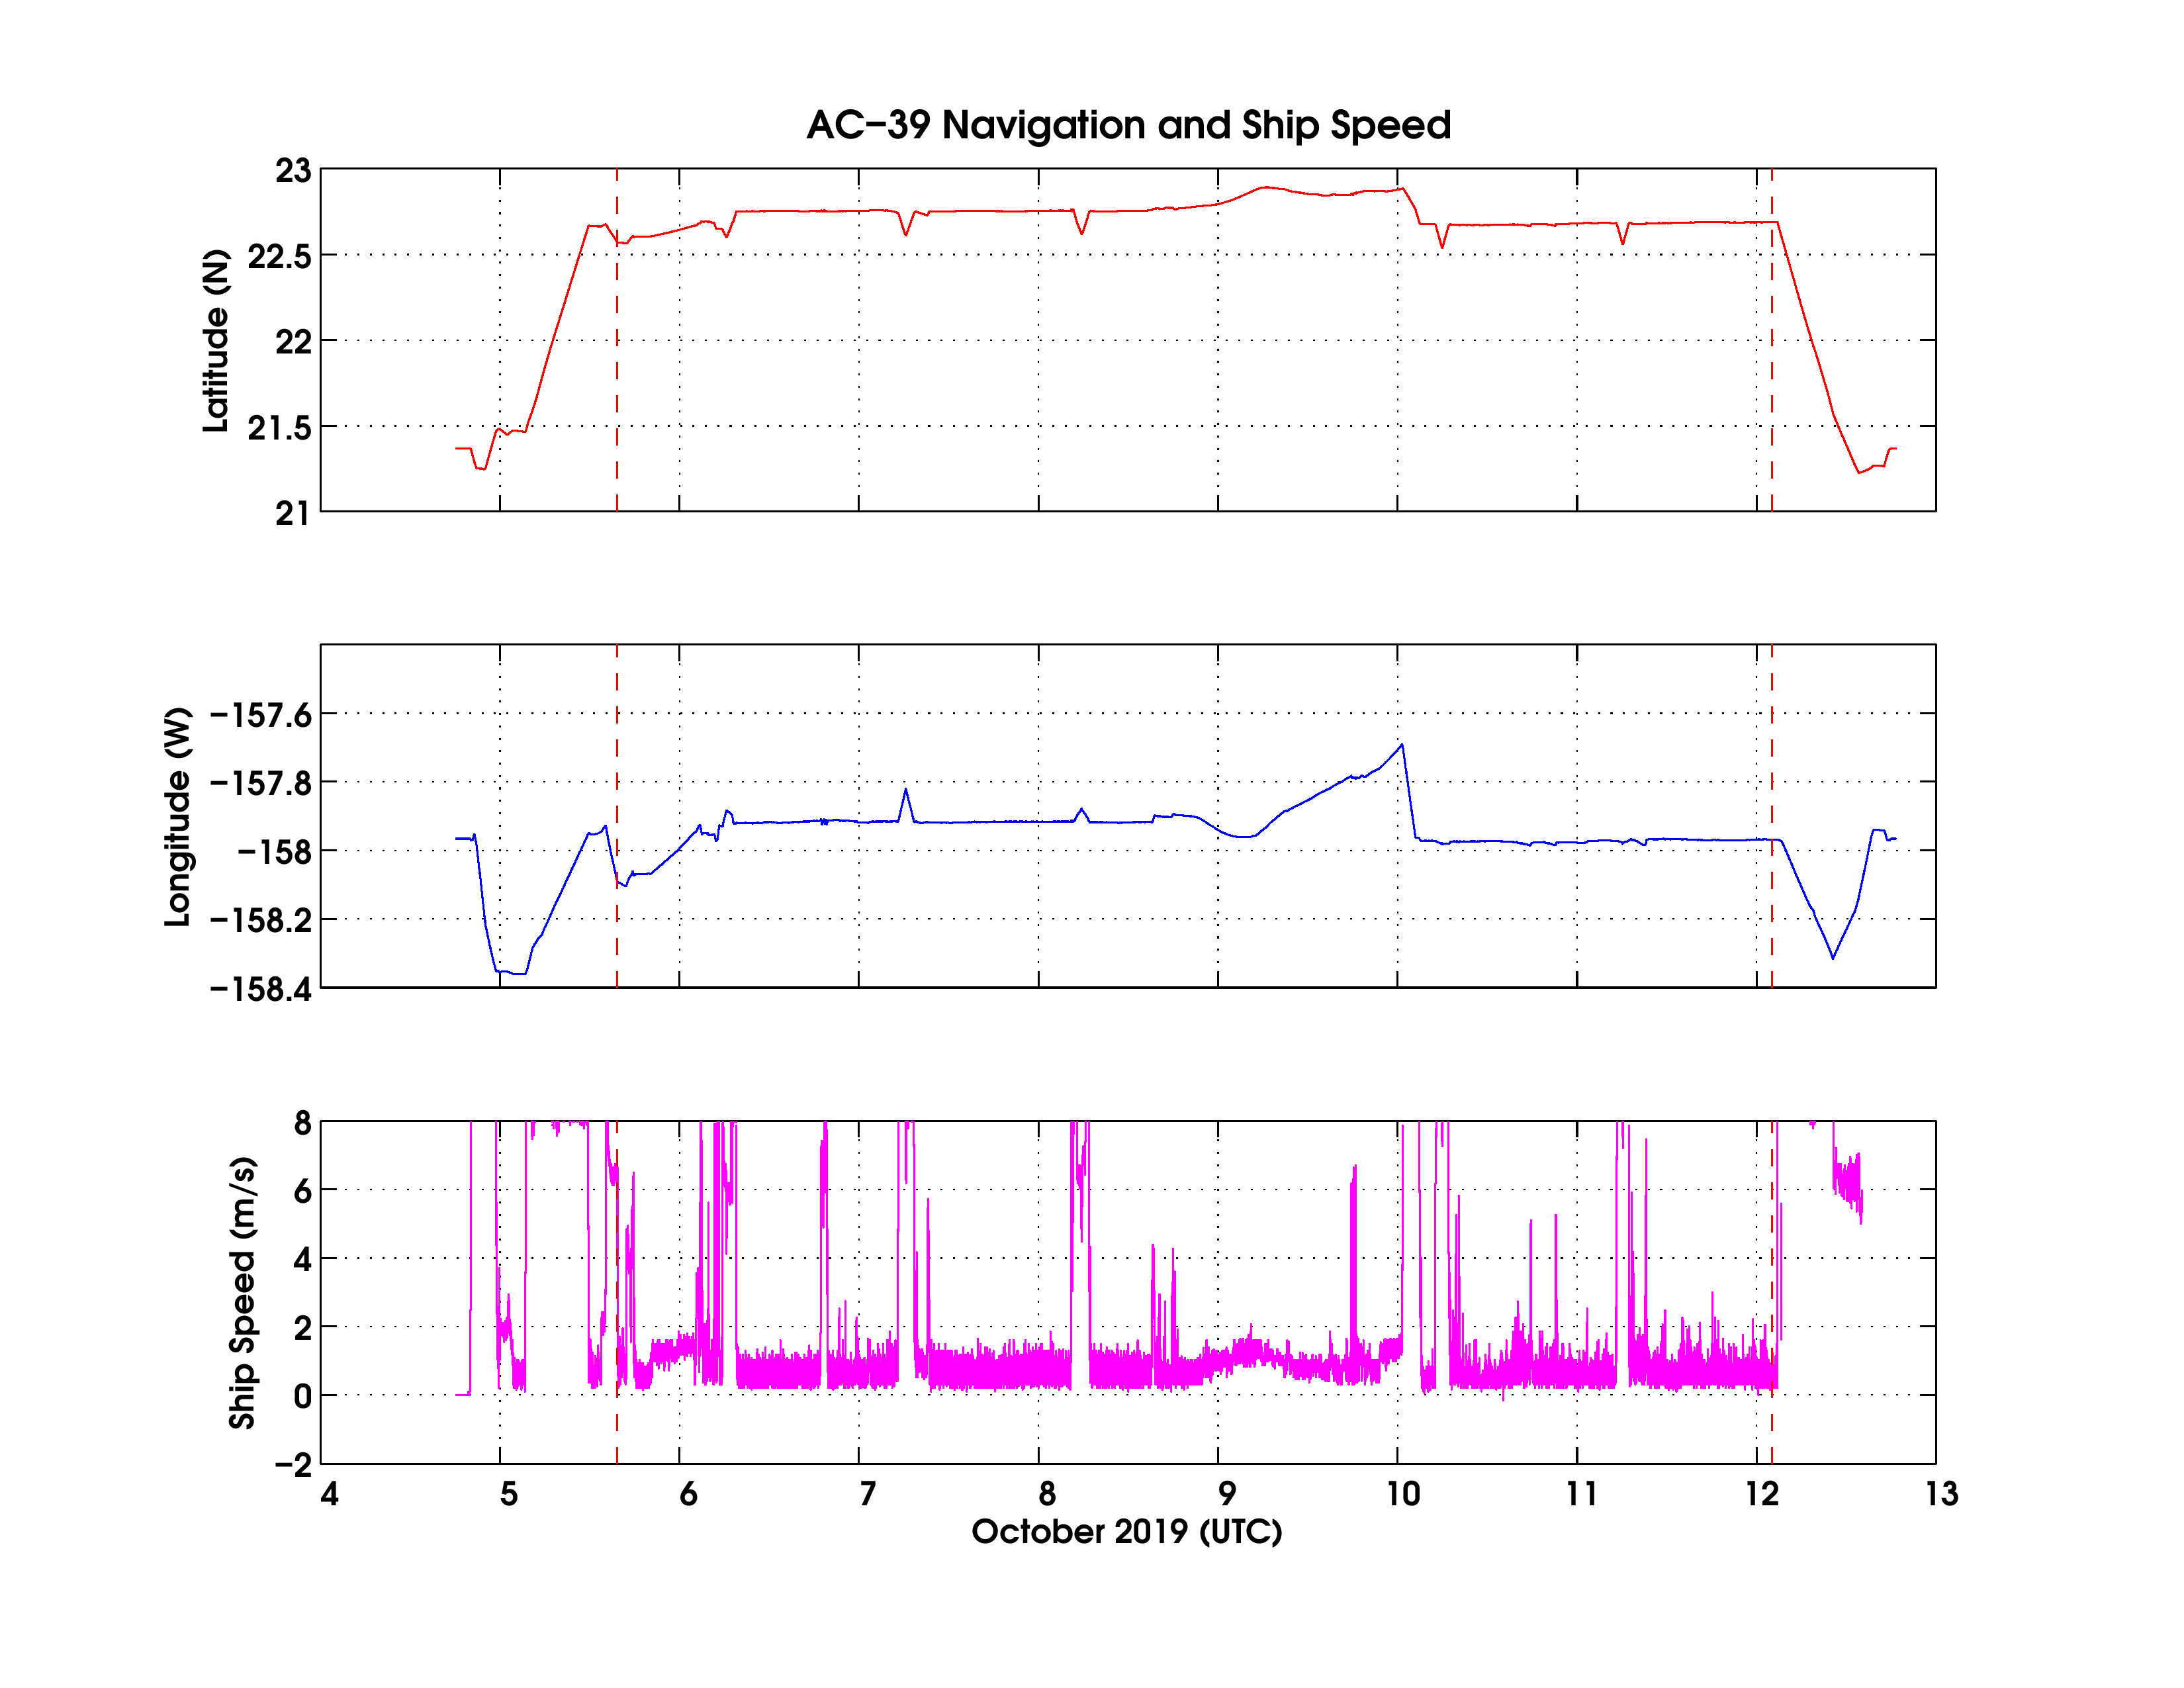 AC−39 Navigation and Ship Speed
23
22.5
22
21.5
21
Latitude (N)
−157.6
−157.8
−158
−158.2
−158.4
Longitude (W)
8
6
4
2
0
−2
Ship Speed (m/s)
4 5 6 7 8 9 10 11 12 13
October 2019 (UTC)